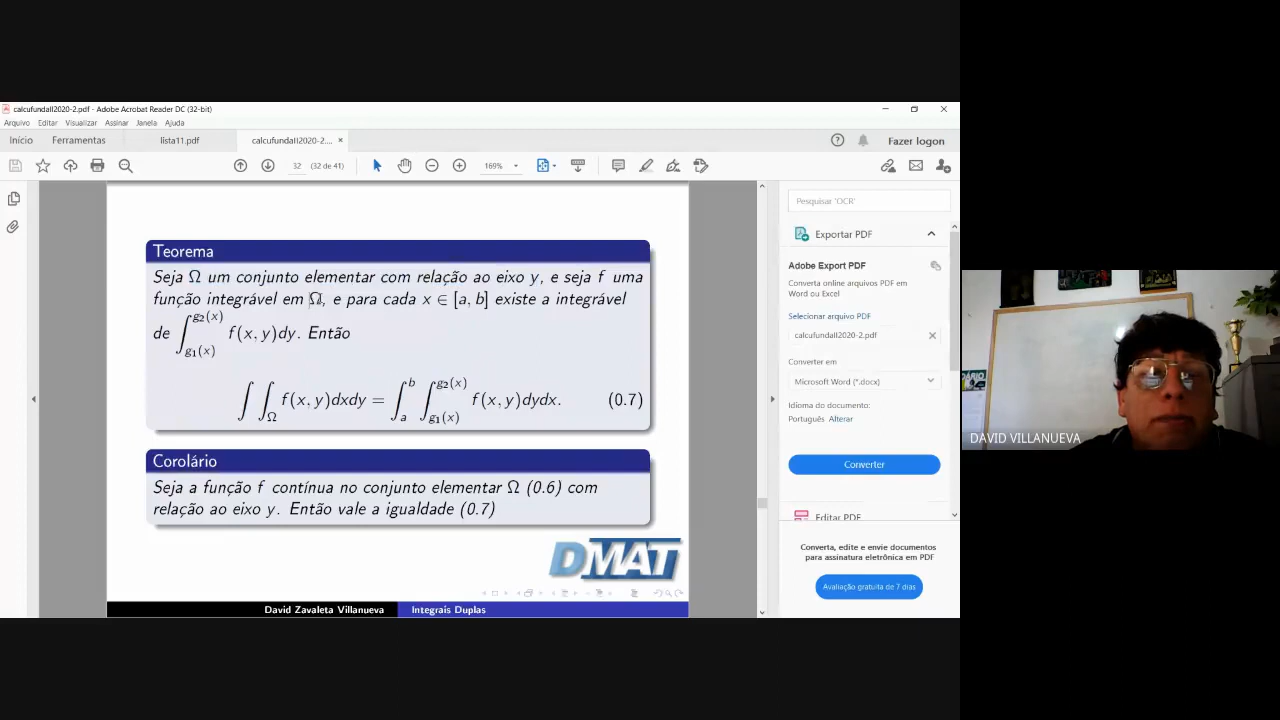 calcufundaII2020-2.pdf - Adobe Acrobat Reader DC (32-bit)
Arquivo Editar Visualizar Assinar Janela Ajuda
Início Ferramentas lista11.pdf calcufundaII2020-2.... × Fazer logon
32 (32 de 41) 169%
Pesquisar 'OCR'
Exportar PDF
Adobe Export PDF
Converta online arquivos PDF em
Word ou Excel
Selecionar arquivo PDF
calcufundaII2020-2.pdf
Converter em
Microsoft Word (*.docx)
Idioma do documento:
Português Alterar
Converter
Editar PDF
Converta, edite e envie documentos
para assinatura eletrônica em PDF
Avaliação gratuita de 7 dias
Teorema
Seja Ω um conjunto elementar com relação ao eixo y, e seja f uma
função integrável em Ω, e para cada x ∈ [a, b] existe a integrável
de ∫_{g₁(x)}^{g₂(x)} f(x, y)dy. Então
∫∫_Ω f(x, y)dxdy = ∫_a^b ∫_{g₁(x)}^{g₂(x)} f(x, y)dydx. (0.7)
Corolário
Seja a função f contínua no conjunto elementar Ω (0.6) com
relação ao eixo y. Então vale a igualdade (0.7)
DMAT
David Zavaleta Villanueva Integrais Duplas
DAVID VILLANUEVA